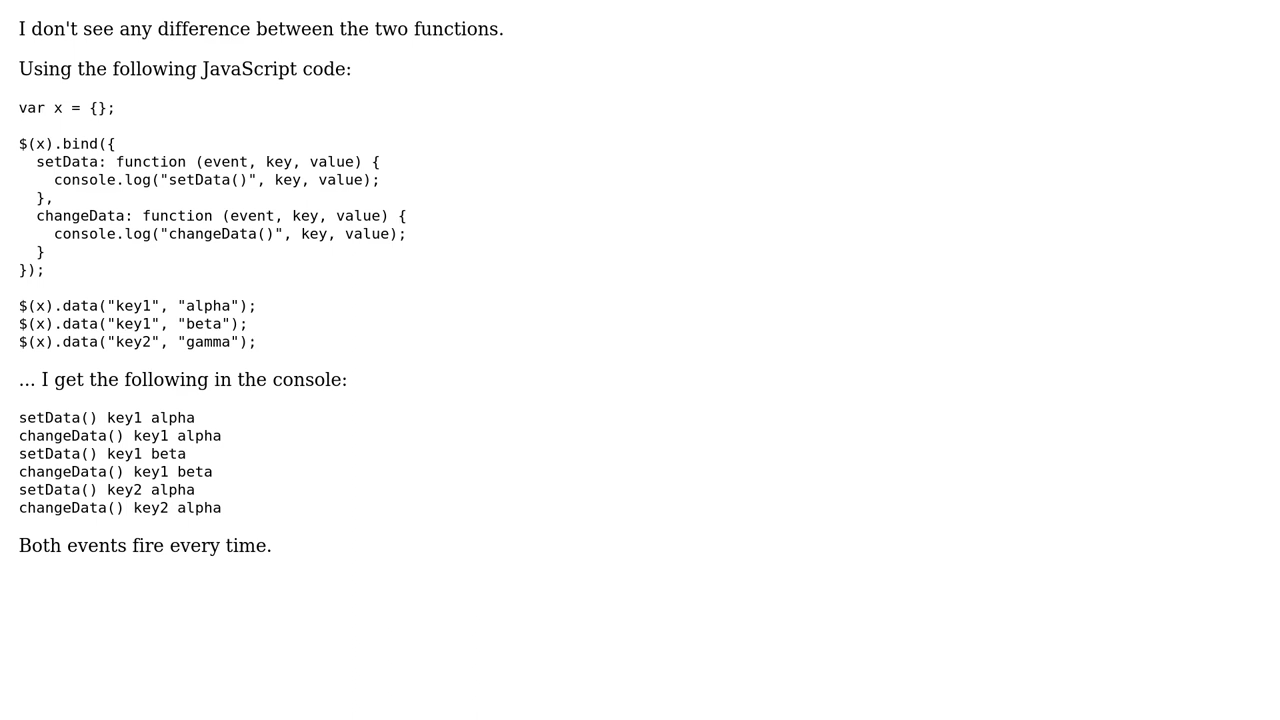 I don't see any difference between the two functions.
Using the following JavaScript code:
var x = {};
$(x).bind({
  setData: function (event, key, value) {
    console.log("setData()", key, value);
  },
  changeData: function (event, key, value) {
    console.log("changeData()", key, value);
  }
});
$(x).data("key1", "alpha");
$(x).data("key1", "beta");
$(x).data("key2", "gamma");
... I get the following in the console:
setData() key1 alpha
changeData() key1 alpha
setData() key1 beta
changeData() key1 beta
setData() key2 alpha
changeData() key2 alpha
Both events fire every time.